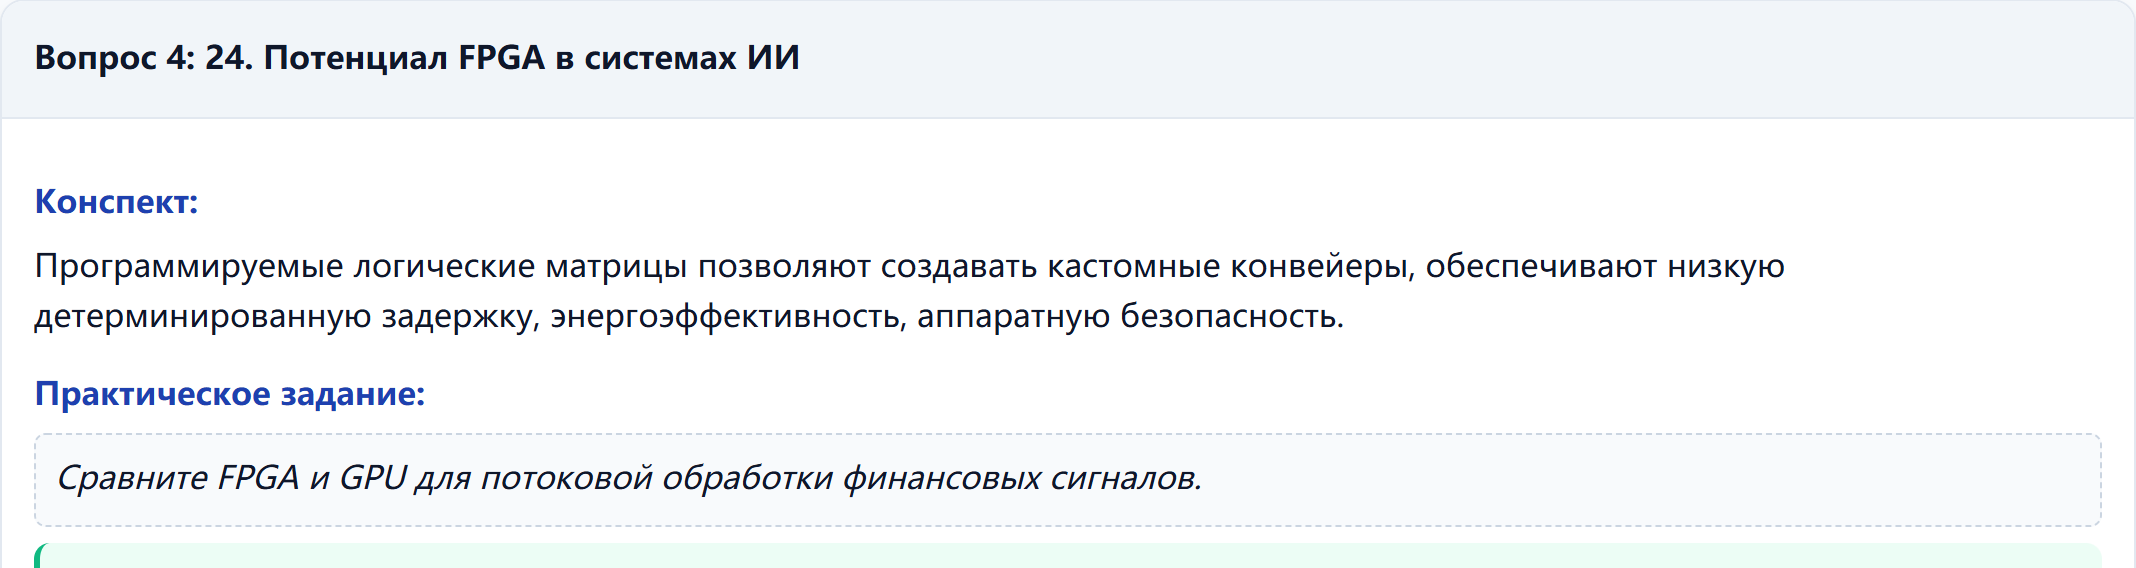 Вопрос 4: 24. Потенциал FPGA в системах ИИ
Конспект:
Программируемые логические матрицы позволяют создавать кастомные конвейеры, обеспечивают низкую
детерминированную задержку, энергоэффективность, аппаратную безопасность.
Практическое задание:
Сравните FPGA и GPU для потоковой обработки финансовых сигналов.